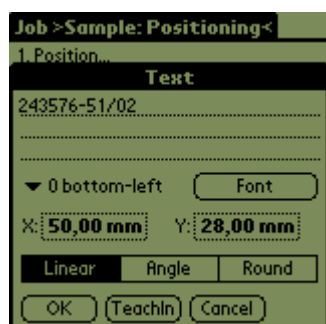 Job >Sample: Positioning<
1. Position...
Text
243576-51/02
0 bottom-left Font
X: 50,00 mm Y: 28,00 mm
Linear Angle Round
OK TeachIn Cancel